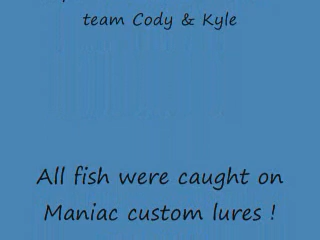 team Cody & Kyle
All fish were caught on
Maniac custom lures !